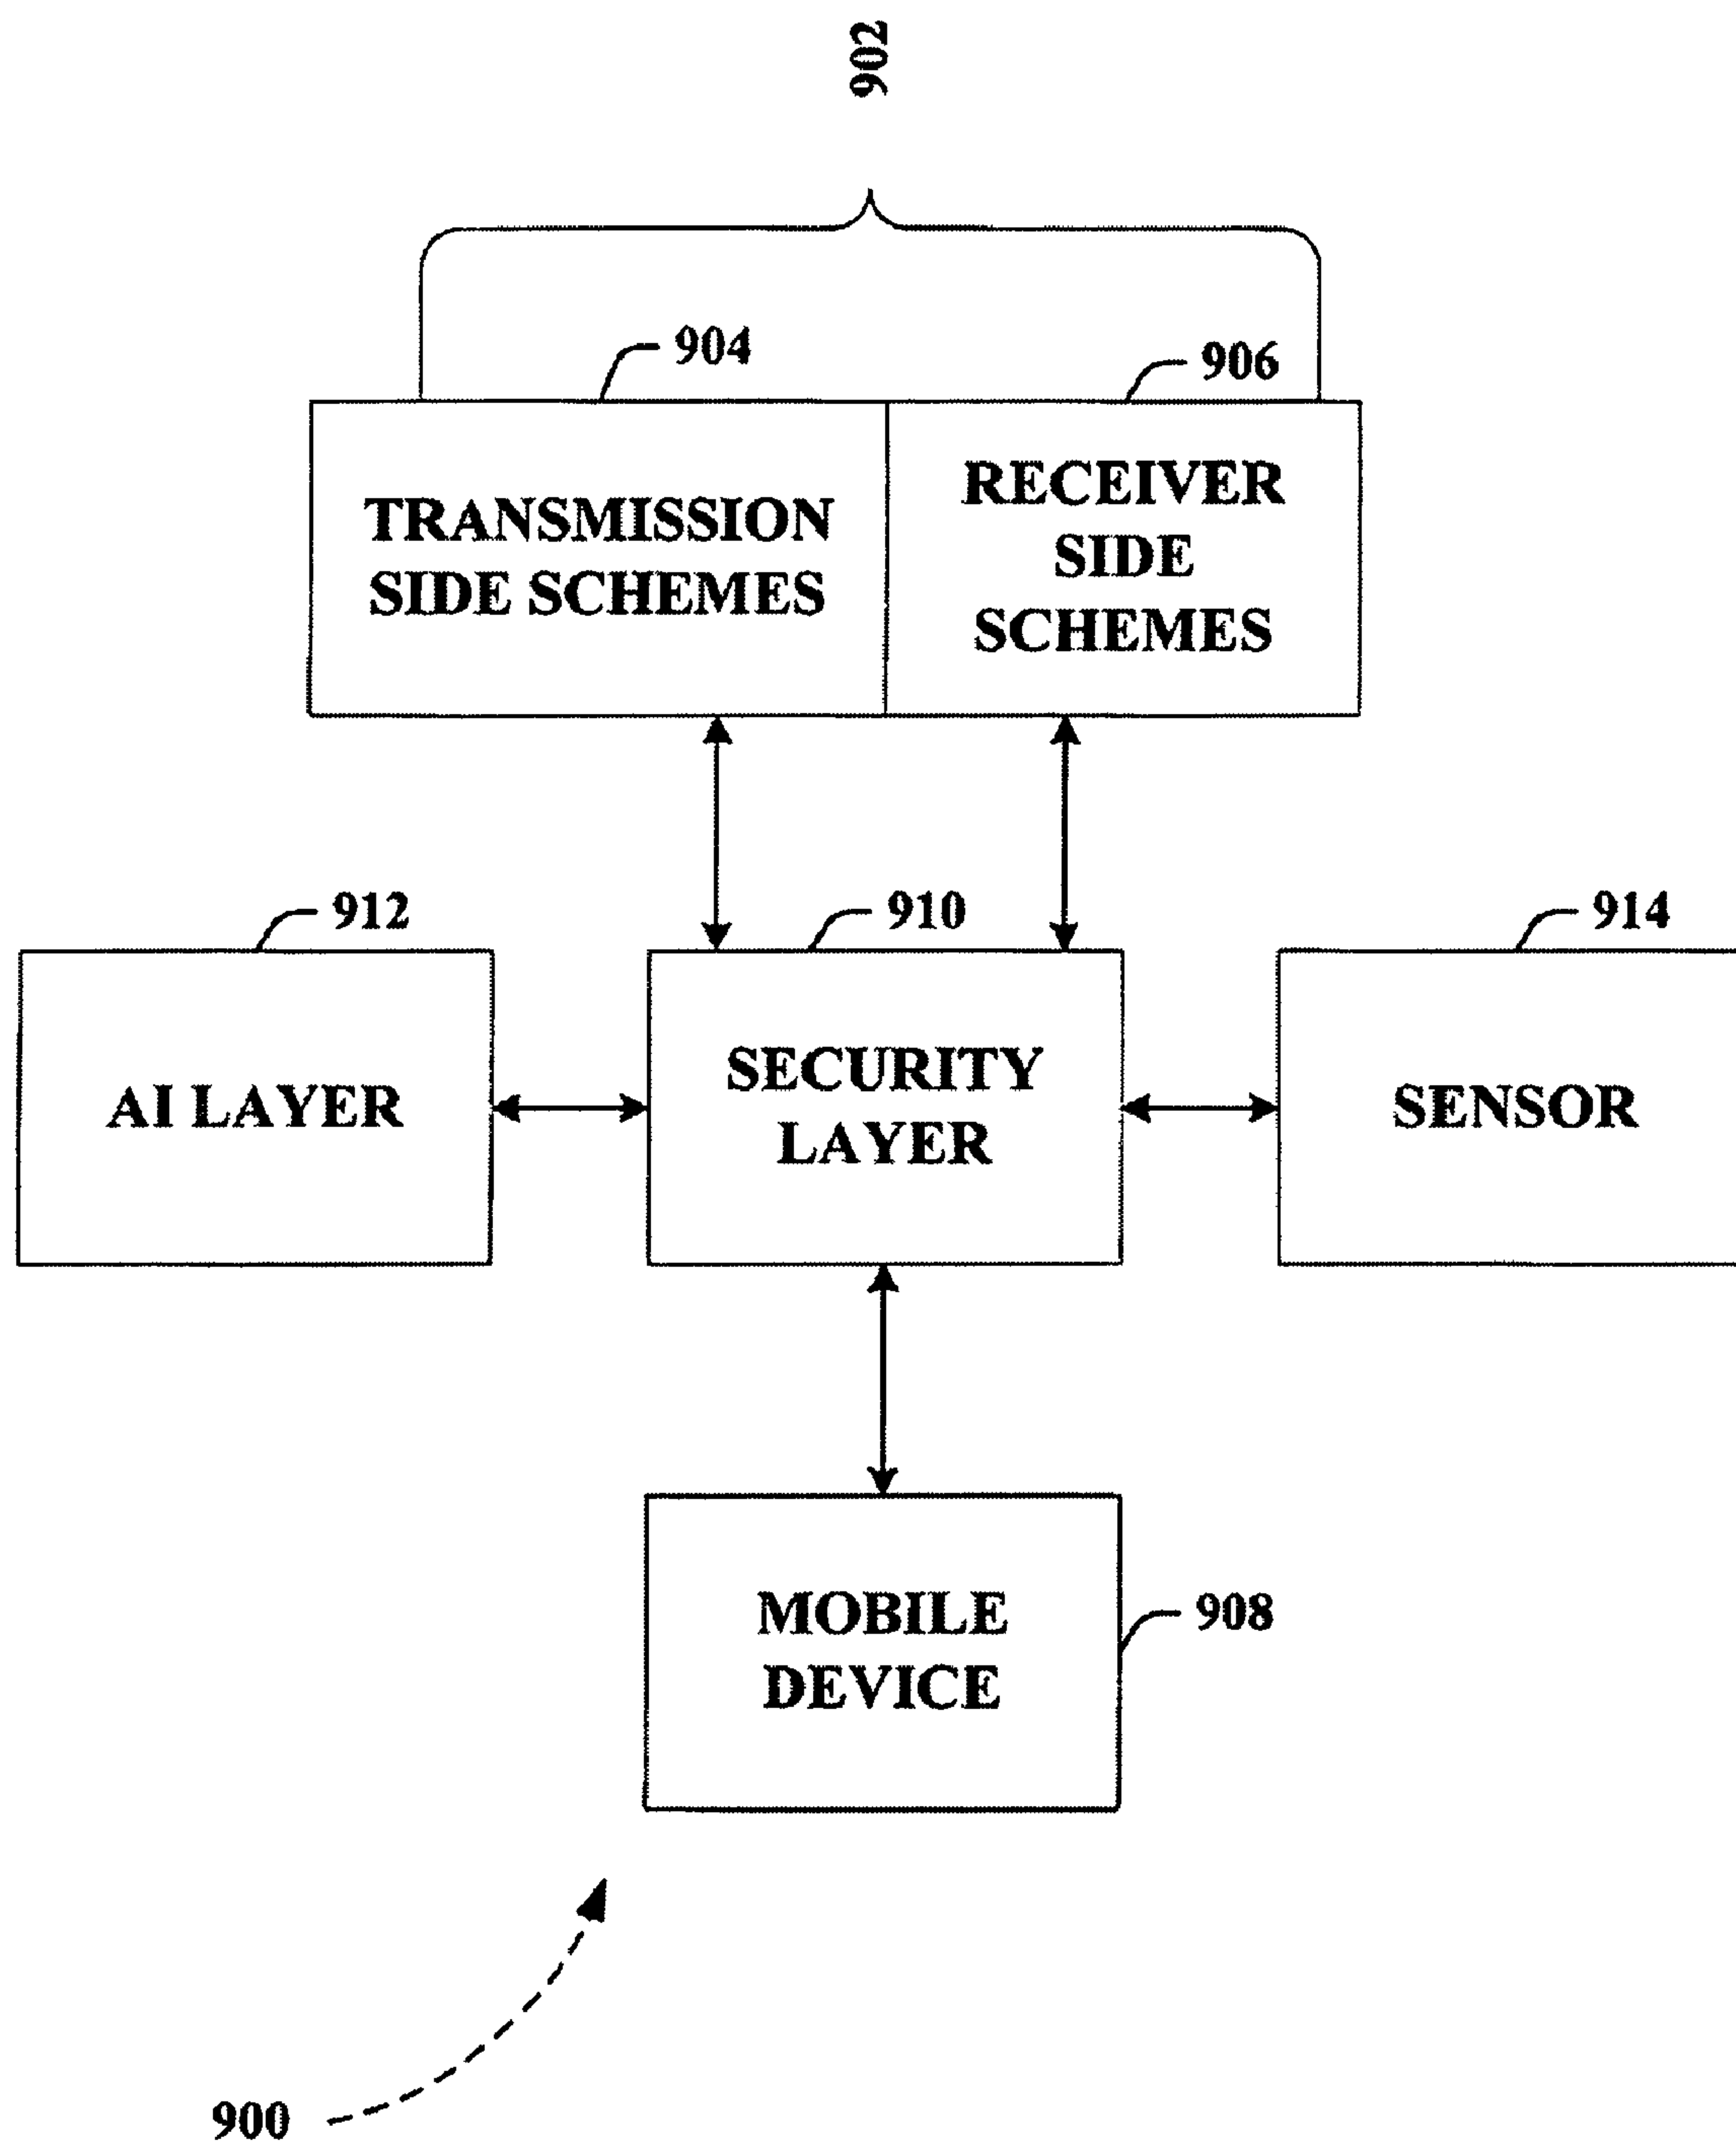 902
904
906
TRANSMISSION
SIDE SCHEMES
RECEIVER
SIDE
SCHEMES
912
910
914
AI LAYER
SECURITY
LAYER
SENSOR
MOBILE
DEVICE
908
900